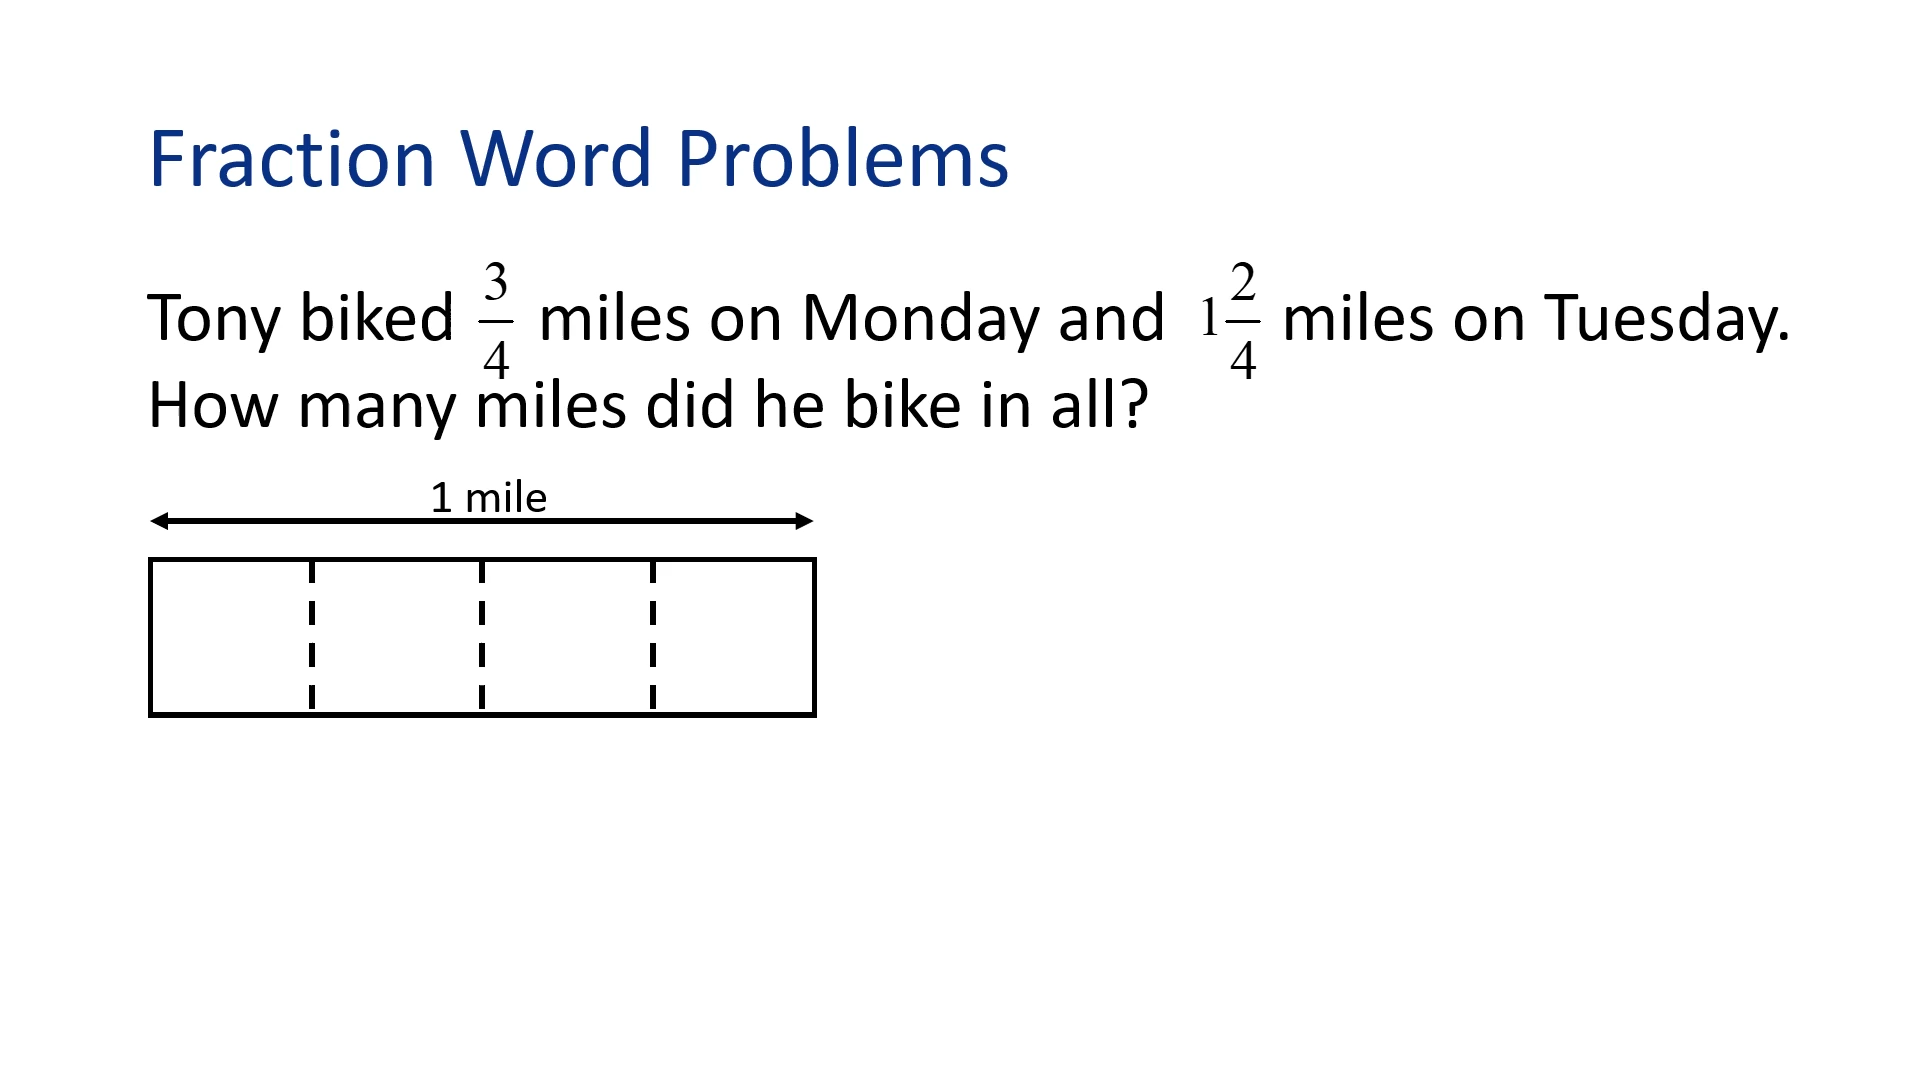 Fraction Word Problems
Tony biked 3/4 miles on Monday and 1 2/4 miles on Tuesday.
How many miles did he bike in all?
1 mile